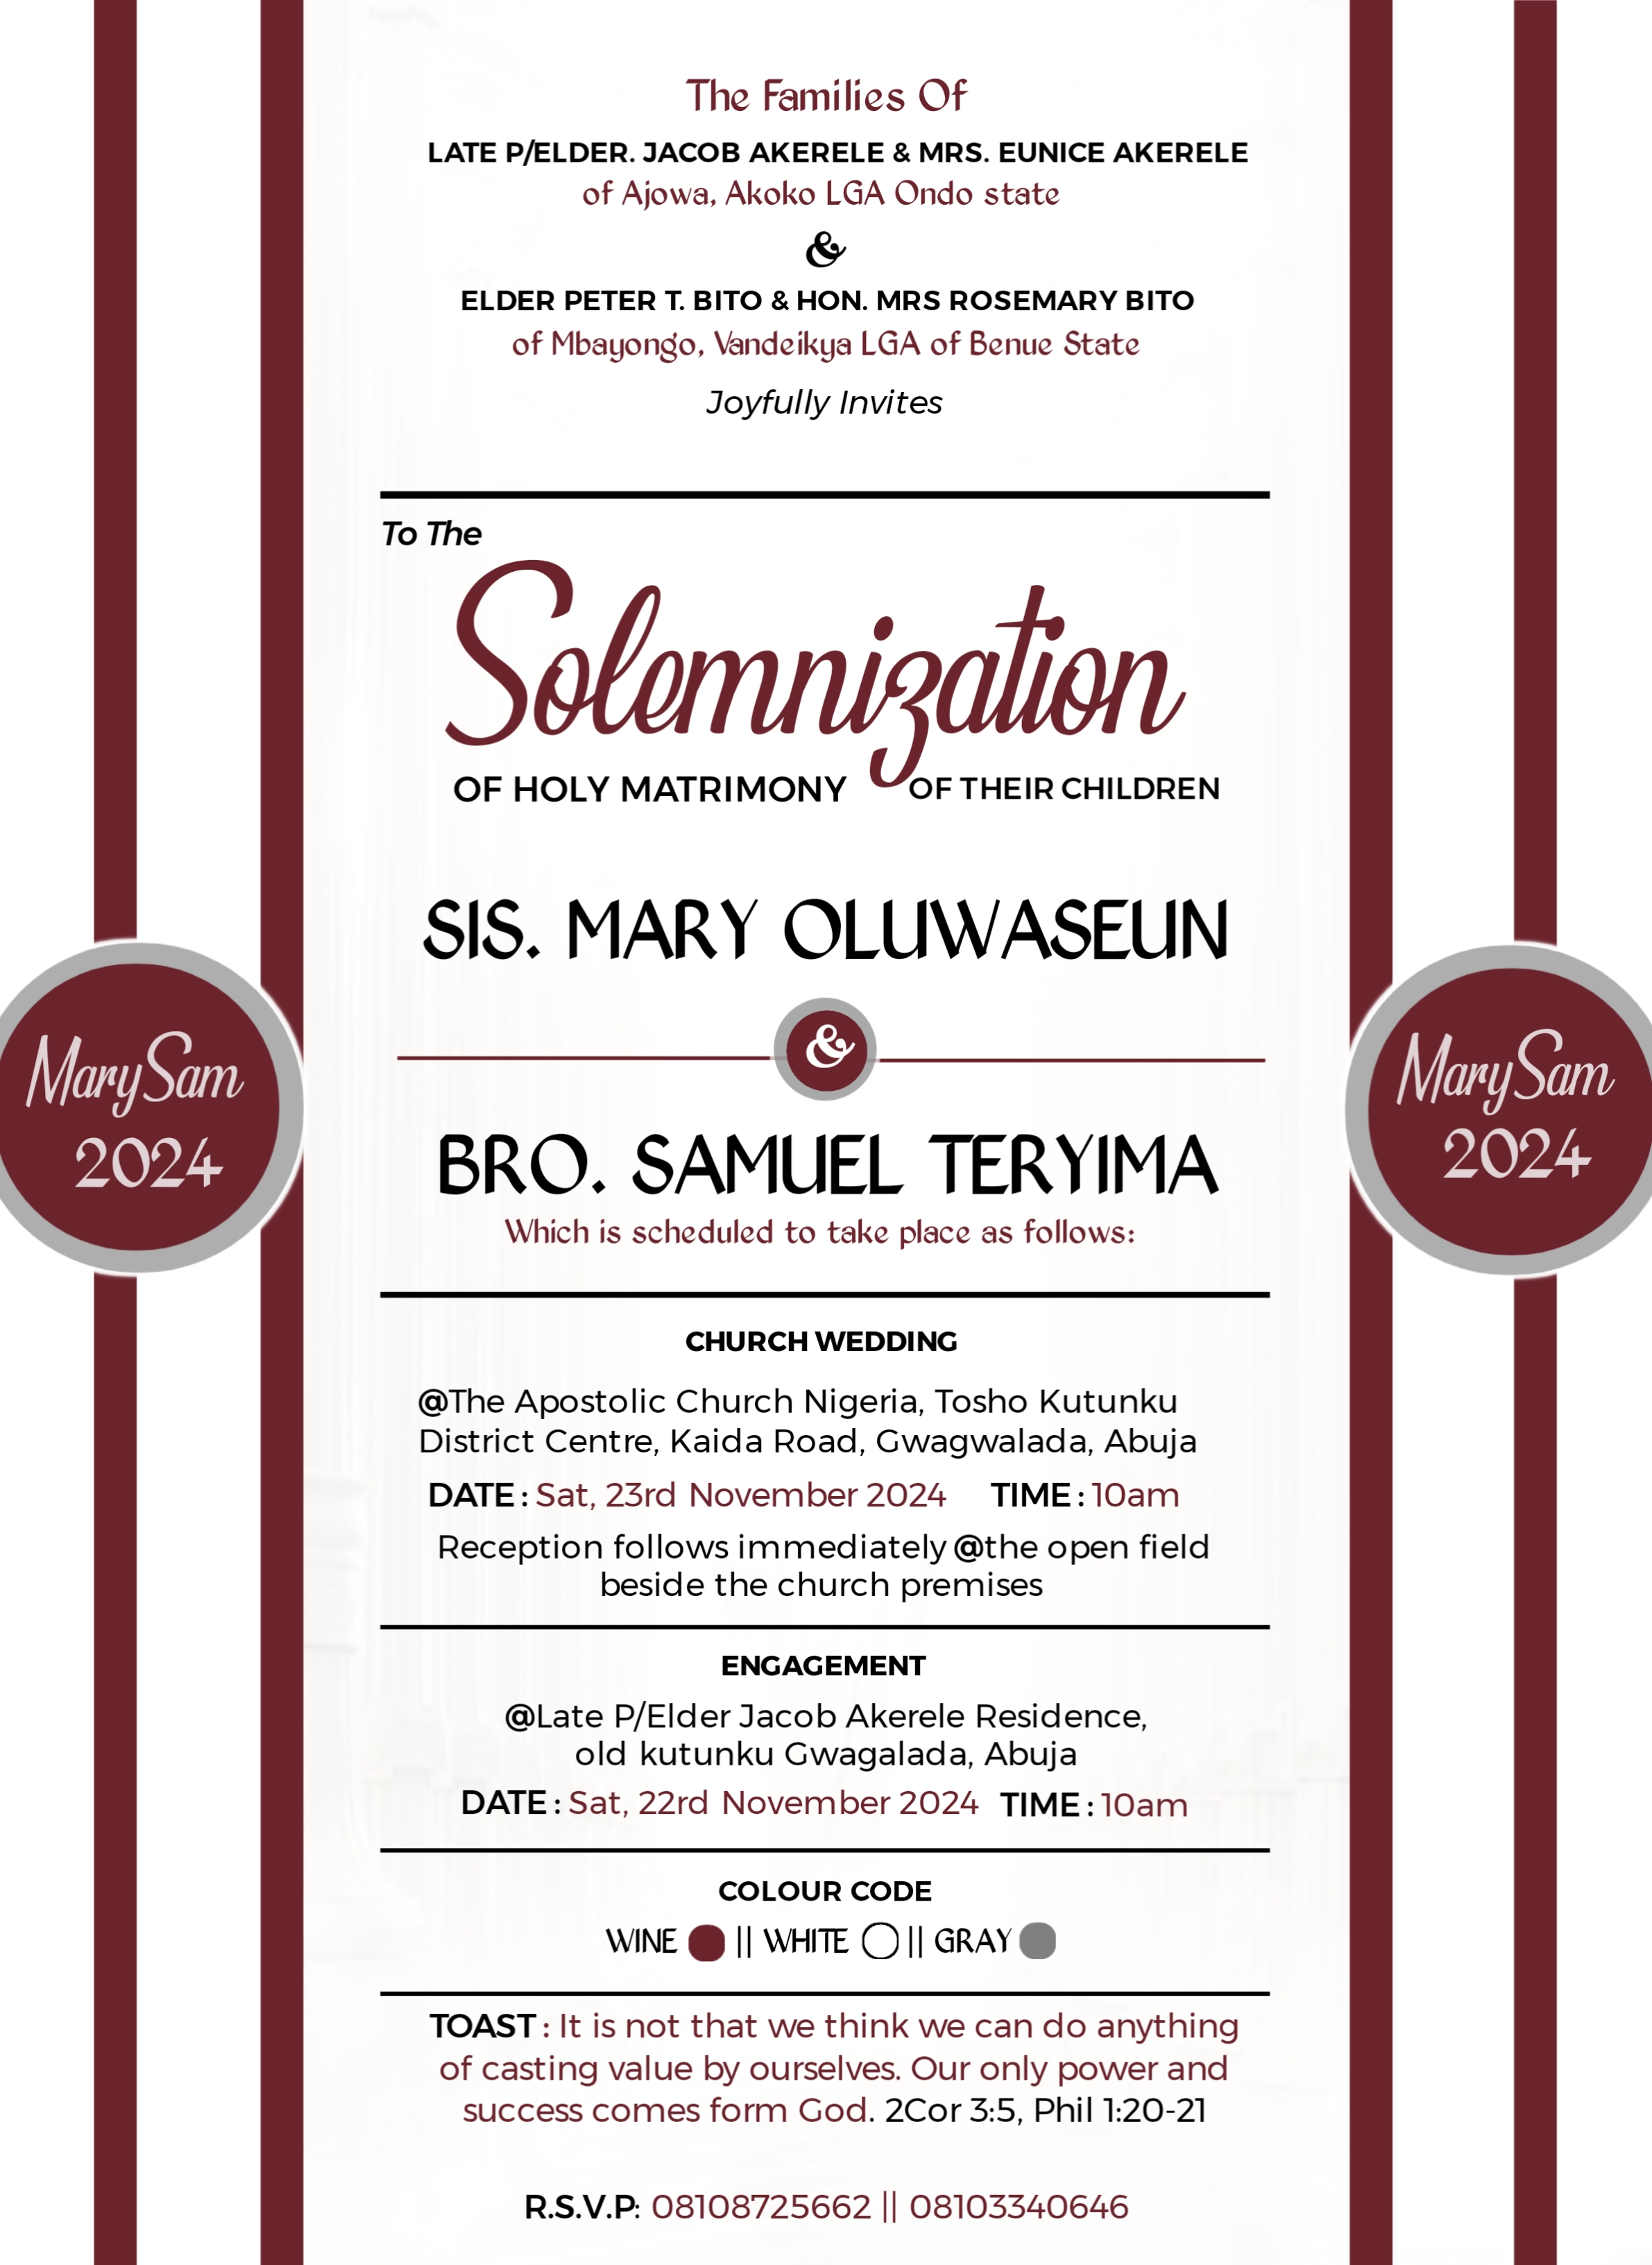 The Families Of
LATE P/ELDER. JACOB AKERELE & MRS. EUNICE AKERELE
of Ajowa, Akoko LGA Ondo state
&
ELDER PETER T. BITO & HON. MRS ROSEMARY BITO
of Mbayongo, Vandeikya LGA of Benue State
Joyfully Invites
To The
Solemnization
OF HOLY MATRIMONY OF THEIR CHILDREN
SIS. MARY OLUWASEUN
&
BRO. SAMUEL TERYIMA
Which is scheduled to take place as follows:
MarySam
2024
MarySam
2024
CHURCH WEDDING
@The Apostolic Church Nigeria, Tosho Kutunku
District Centre, Kaida Road, Gwagwalada, Abuja
DATE : Sat, 23rd November 2024 TIME : 10am
Reception follows immediately @the open field
beside the church premises
ENGAGEMENT
@Late P/Elder Jacob Akerele Residence,
old kutunku Gwagalada, Abuja
DATE : Sat, 22rd November 2024 TIME : 10am
COLOUR CODE
WINE || WHITE || GRAY
TOAST : It is not that we think we can do anything
of casting value by ourselves. Our only power and
success comes form God. 2Cor 3:5, Phil 1:20-21
R.S.V.P: 08108725662 || 08103340646